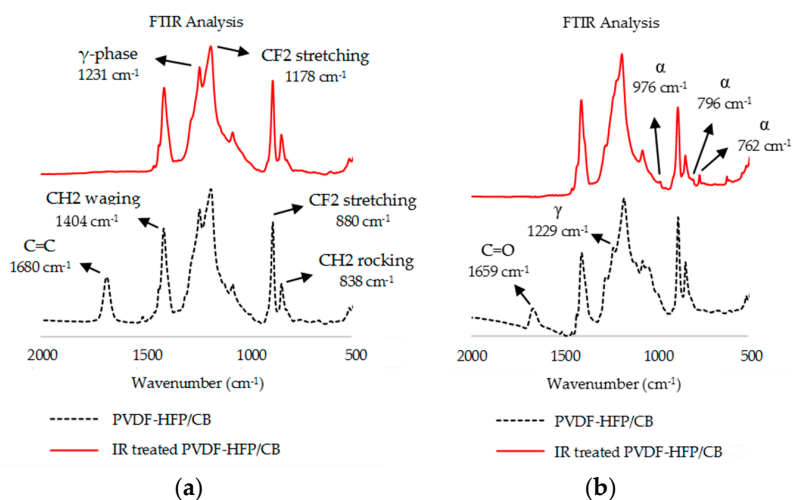 FTIR Analysis
γ-phase
1231 cm-1
CF2 stretching
1178 cm-1
CH2 waging
1404 cm-1
C=C
1680 cm-1
CF2 stretching
880 cm-1
CH2 rocking
838 cm-1
2000 1500 1000 500
Wavenumber (cm-1)
PVDF-HFP/CB
IR treated PVDF-HFP/CB
(a)
FTIR Analysis
α
976 cm-1
α
796 cm-1
α
762 cm-1
γ
1229 cm-1
C=O
1659 cm-1
2000 1500 1000 500
Wavenumber (cm-1)
PVDF-HFP/CB
IR treated PVDF-HFP/CB
(b)